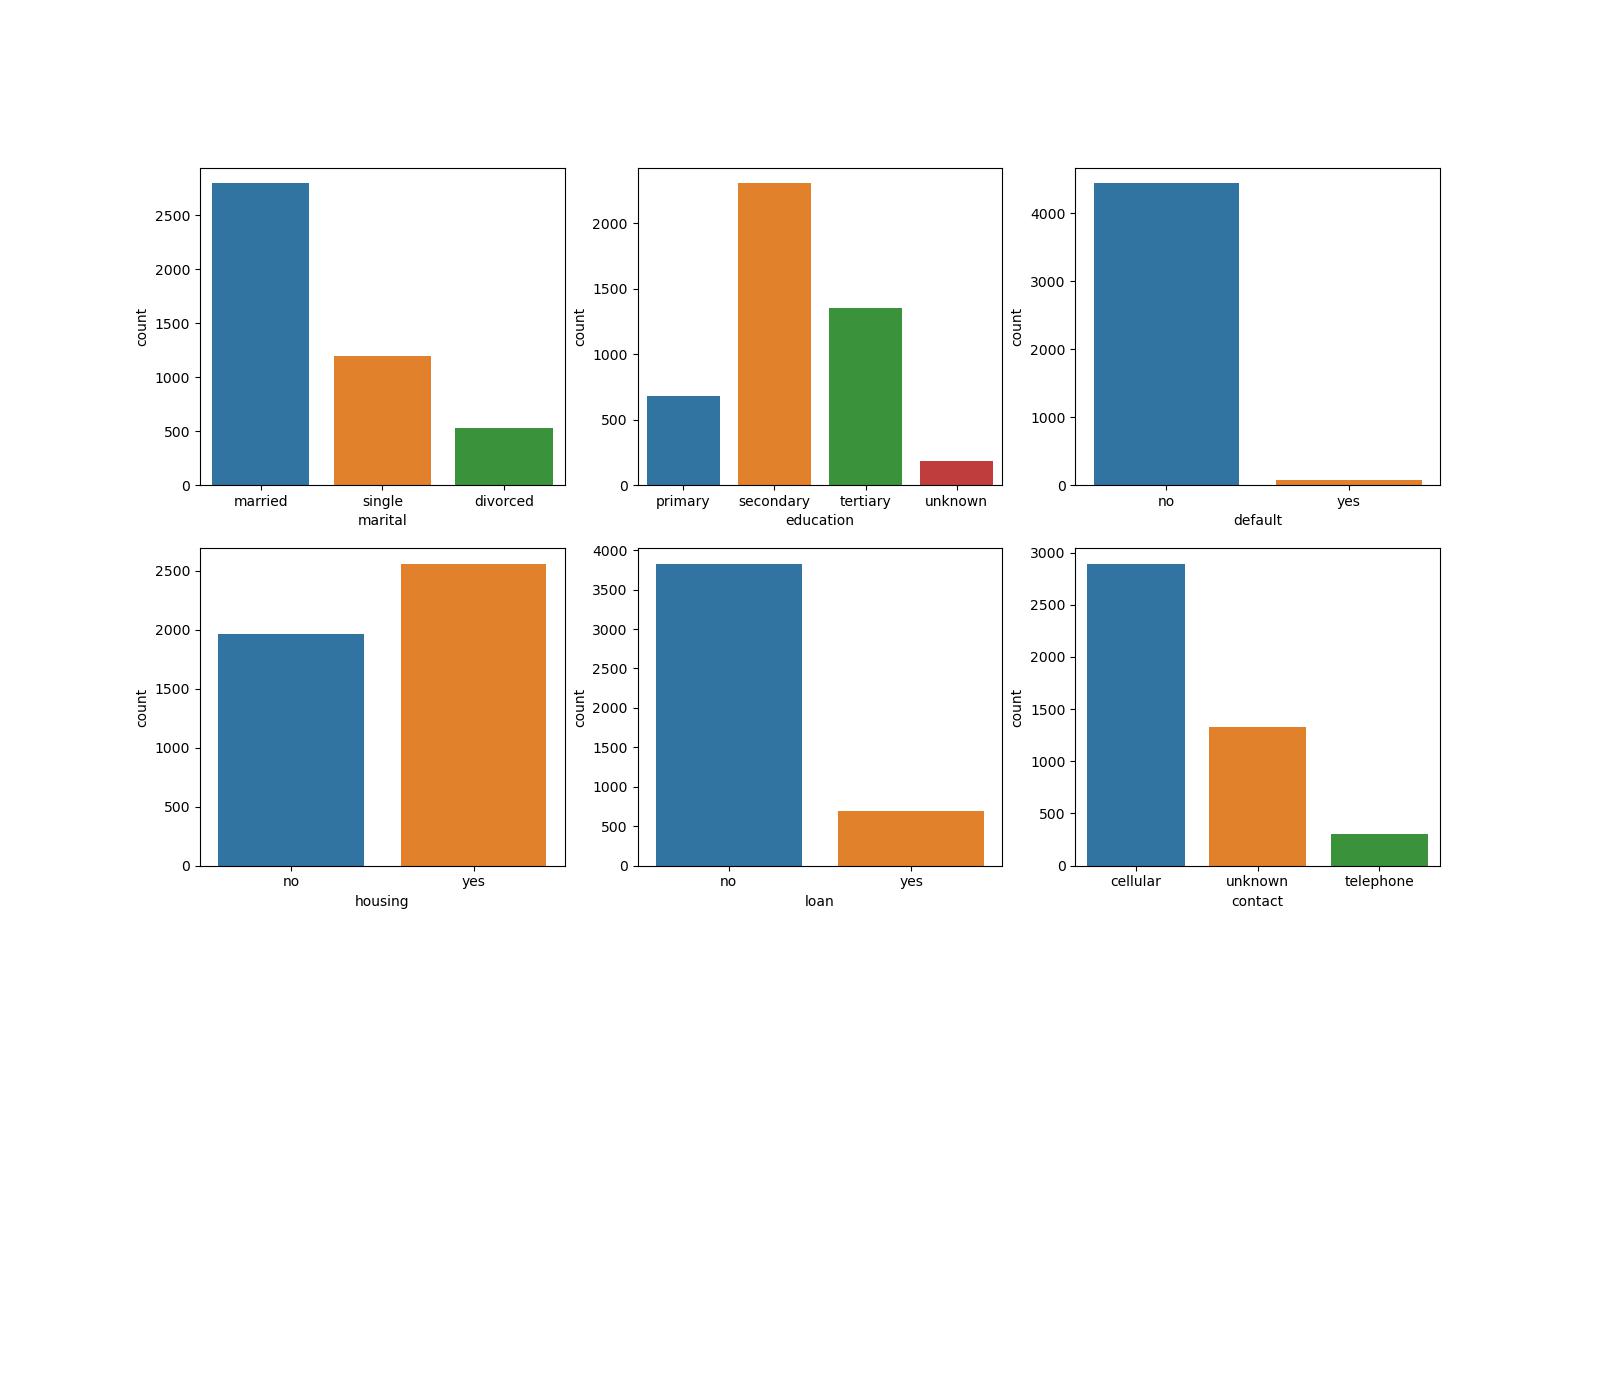 2500
2000
1500
1000
500
0
count
married single divorced
marital
2000
1500
1000
500
0
count
primary secondary tertiary unknown
education
4000
3000
2000
1000
0
count
no yes
default
2500
2000
1500
1000
500
0
count
no yes
housing
4000
3500
3000
2500
2000
1500
1000
500
0
count
no yes
loan
3000
2500
2000
1500
1000
500
0
count
cellular unknown telephone
contact